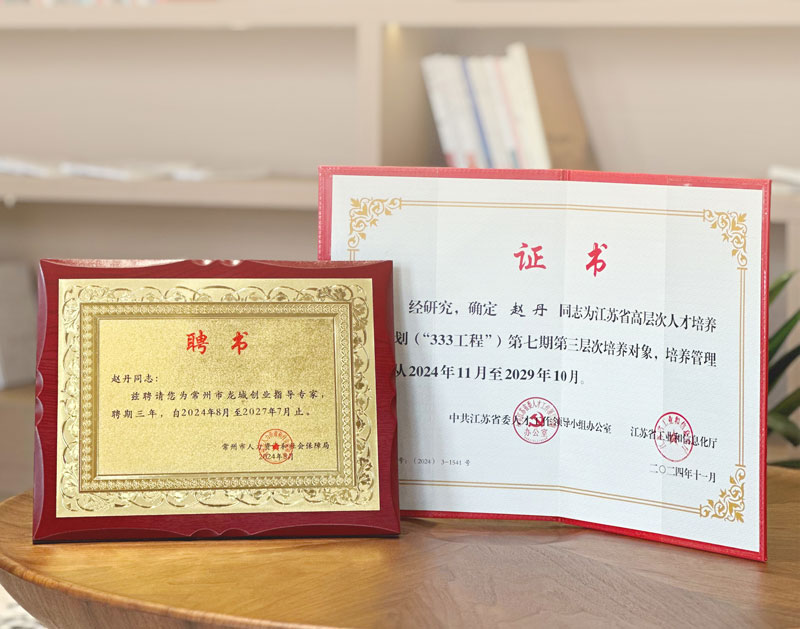 聘书
赵丹同志：
兹聘请您为常州市龙城创业指导专家，
聘期三年，自2024年8月至2027年7月止。
常州市人力资源和社会保障局
2024年8月
证书
经研究，确定 赵丹 同志为江苏省高层次人才培养
划（“333工程”）第七期第三层次培养对象，培养管理
从2024年11月至2029年10月。
中共江苏省委人才工作领导小组办公室 江苏省工业和信息化厅
号：（2024）3-1541 号
二〇二四年十一月
办公室